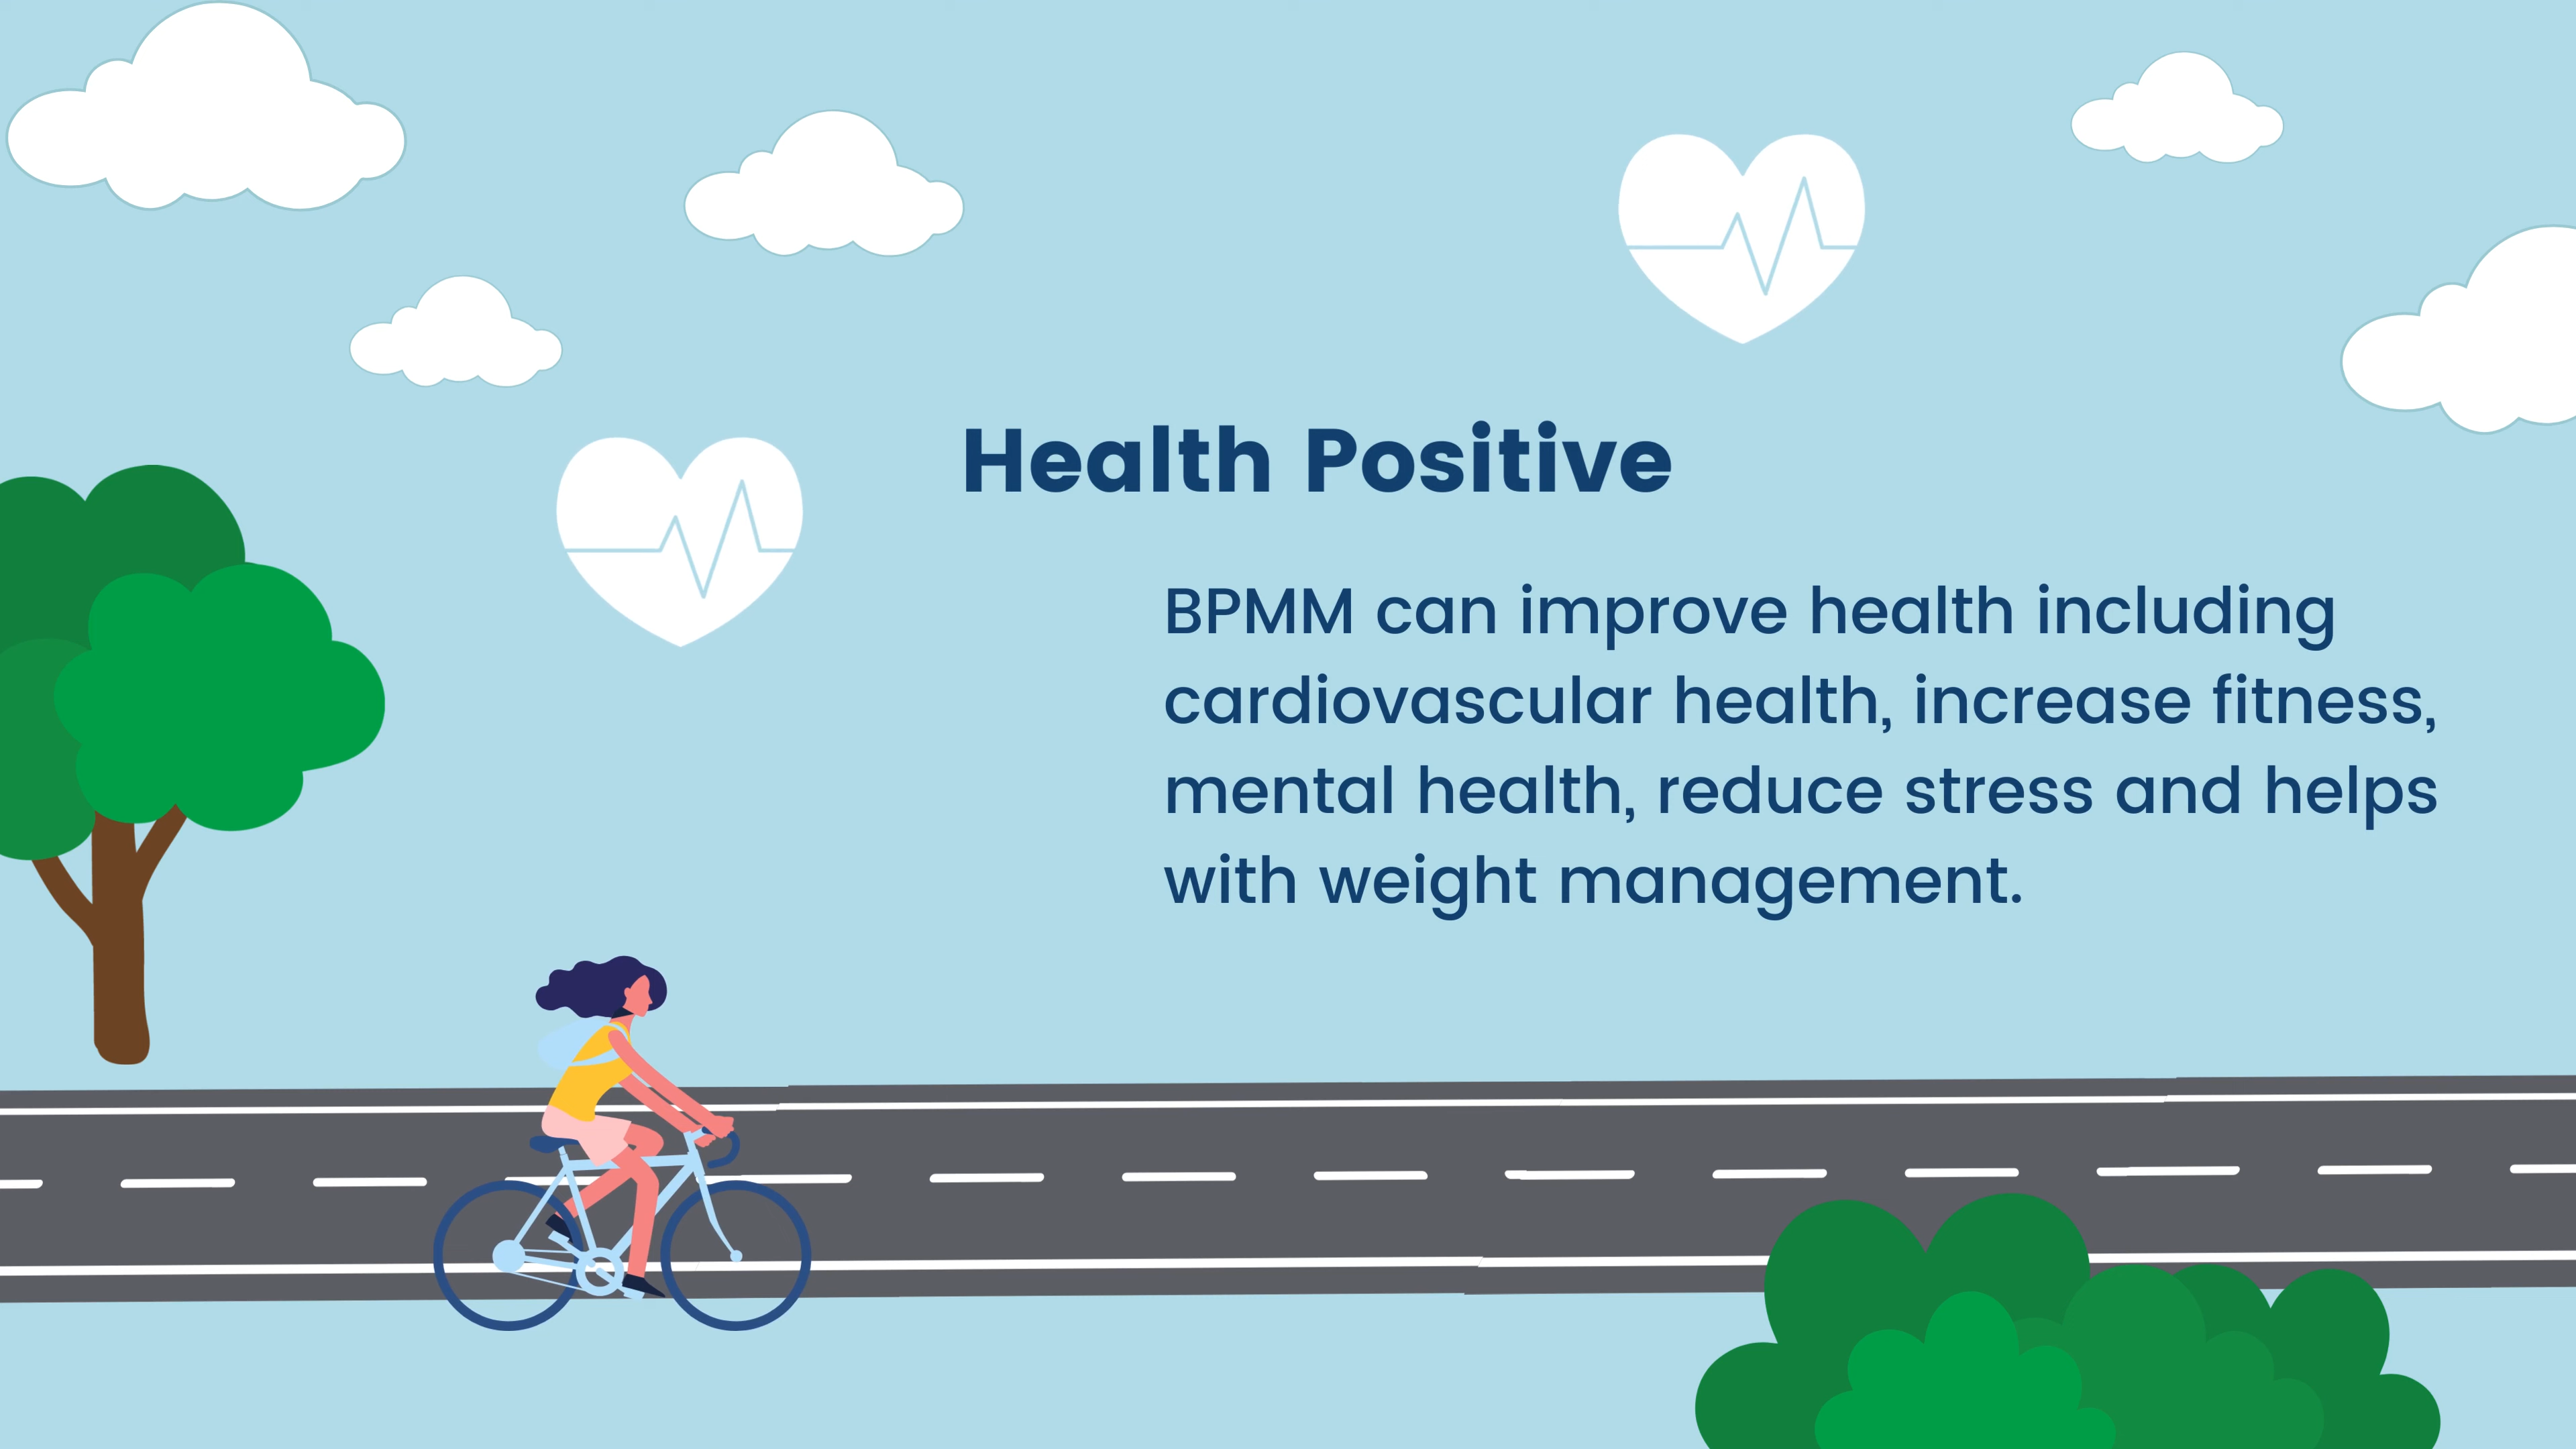 Health Positive
BPMM can improve health including
cardiovascular health, increase fitness,
mental health, reduce stress and helps
with weight management.